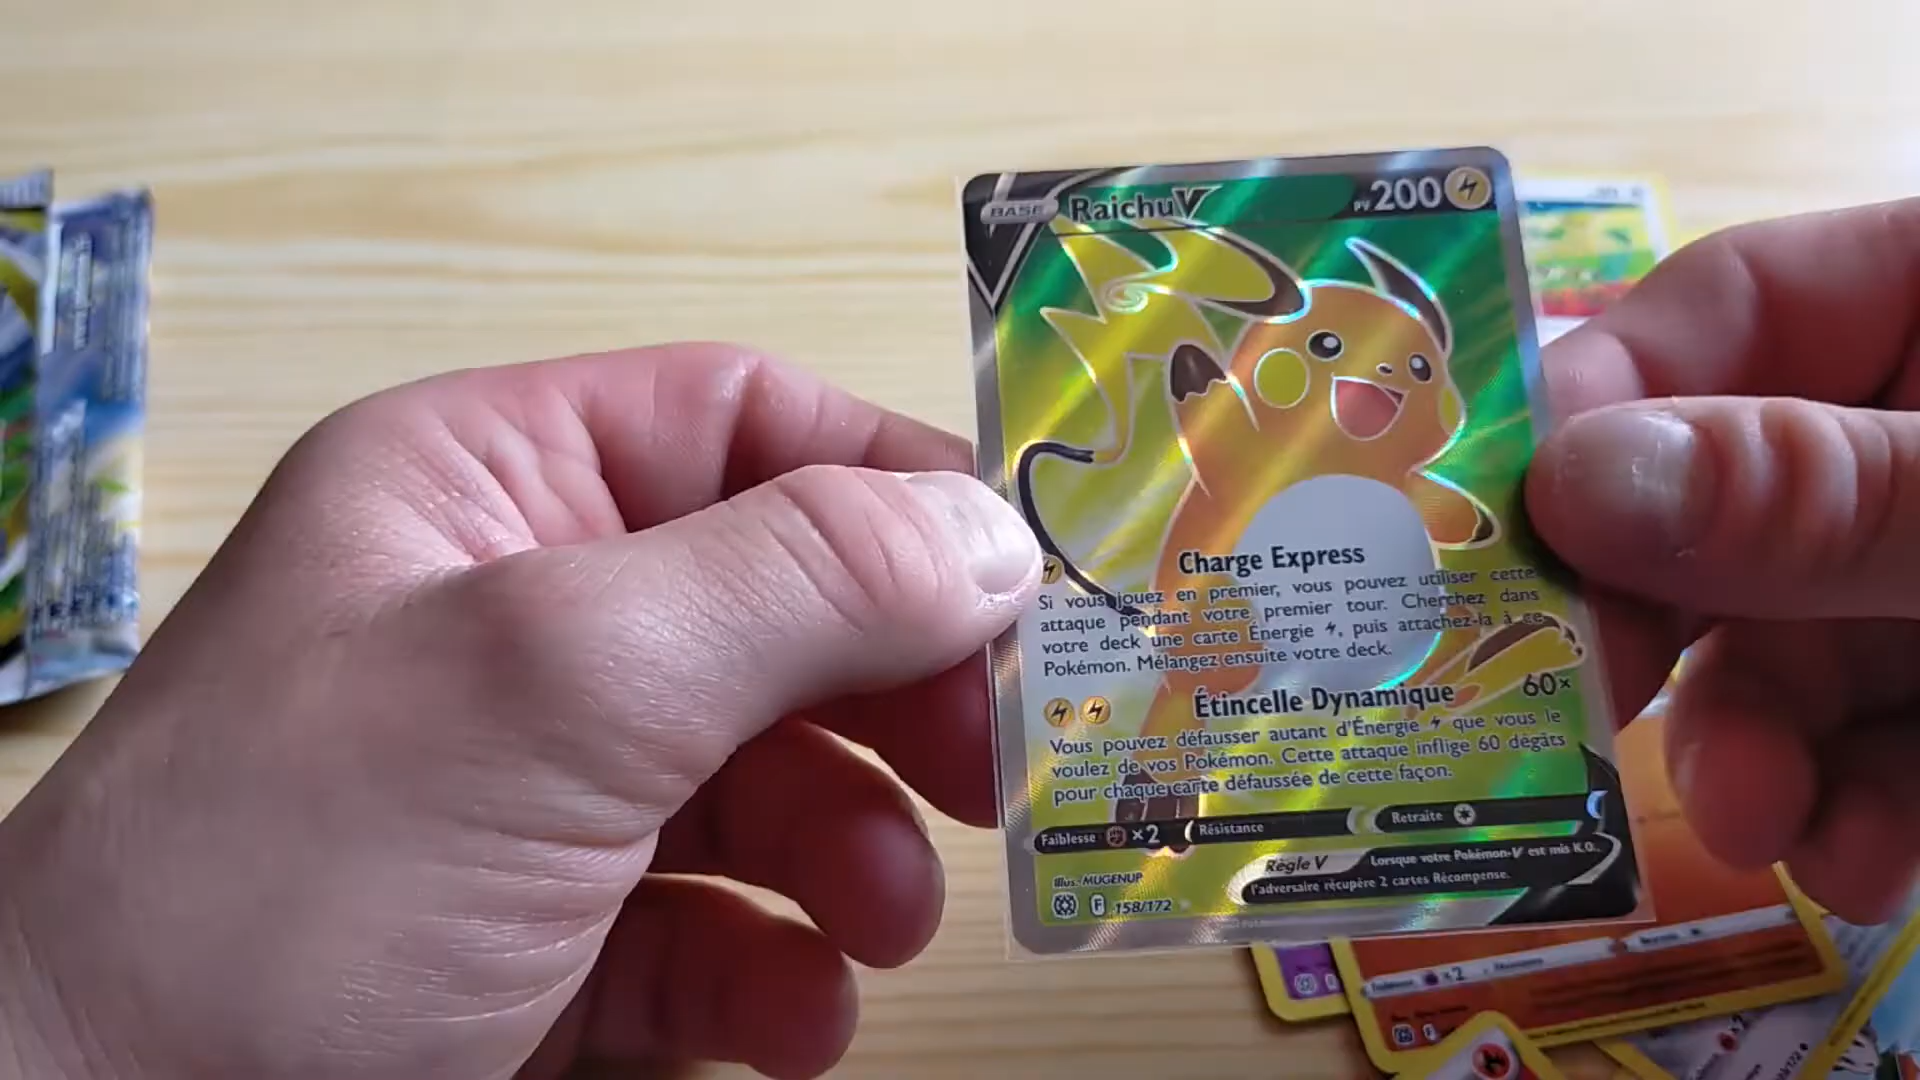 BASE Raichu V PV 200
Charge Express
Si vous jouez en premier, vous pouvez utiliser cette
attaque pendant votre premier tour. Cherchez dans
votre deck une carte Énergie , puis attachez-la à ce
Pokémon. Mélangez ensuite votre deck.
Étincelle Dynamique 60×
Vous pouvez défausser autant d'Énergie que vous le
voulez de vos Pokémon. Cette attaque inflige 60 dégâts
pour chaque carte défaussée de cette façon.
Faiblesse ×2 Résistance Retraite
Règle V Lorsque votre Pokémon-V est mis K.O.,
l'adversaire récupère 2 cartes Récompense.
Illus. MUGENUP
F 158/172
×2
F